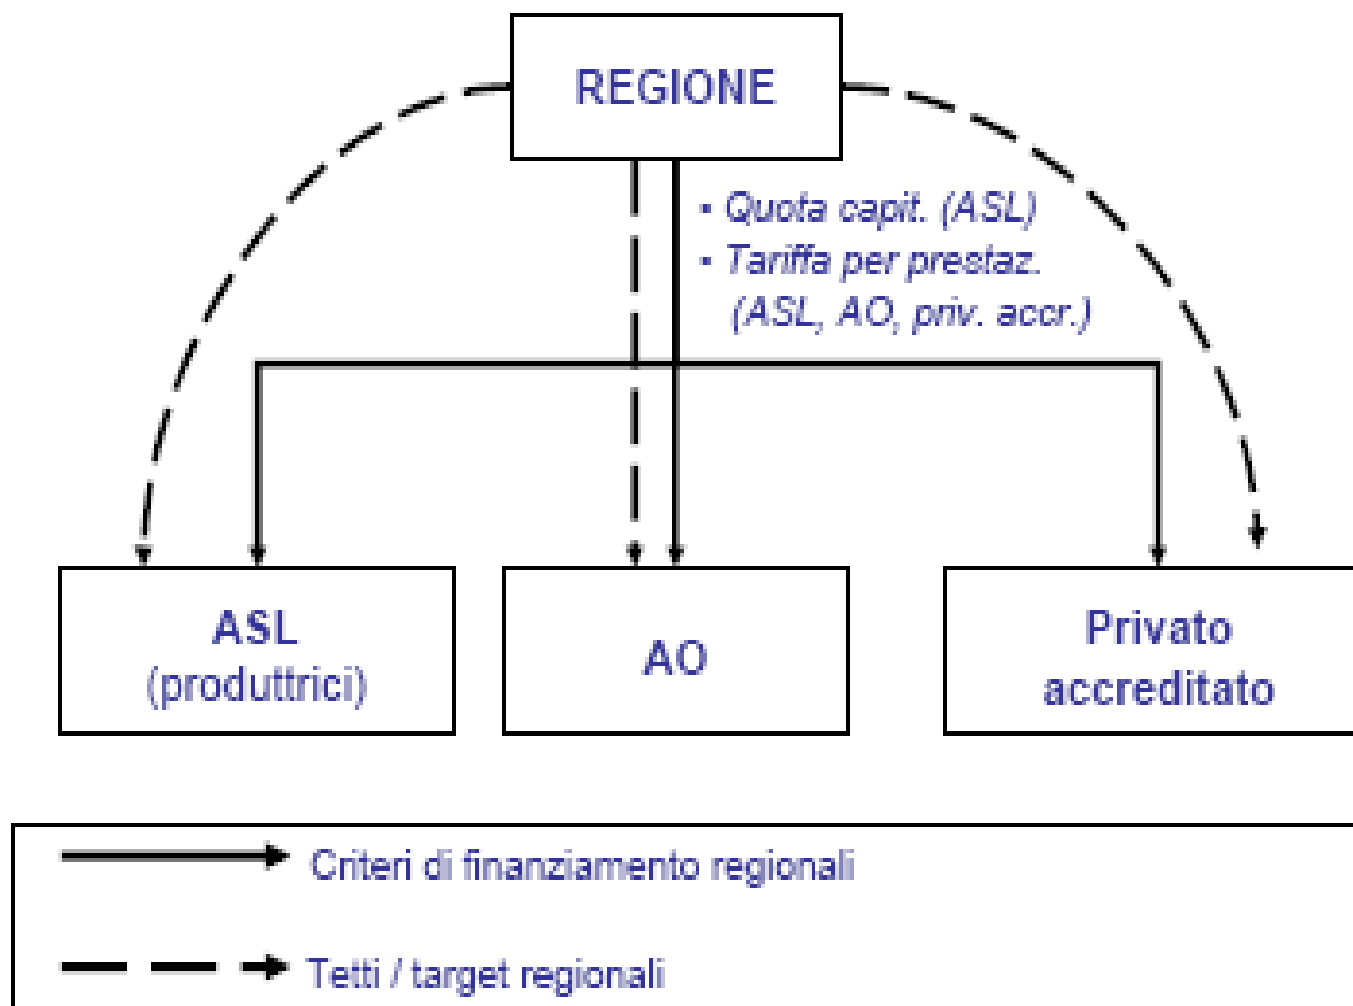 REGIONE
• Quota capit. (ASL)
• Tariffa per prestaz.
(ASL, AO, priv. accr.)
ASL
(produttrici)
AO
Privato
accreditato
Criteri di finanziamento regionali
Tetti / target regionali